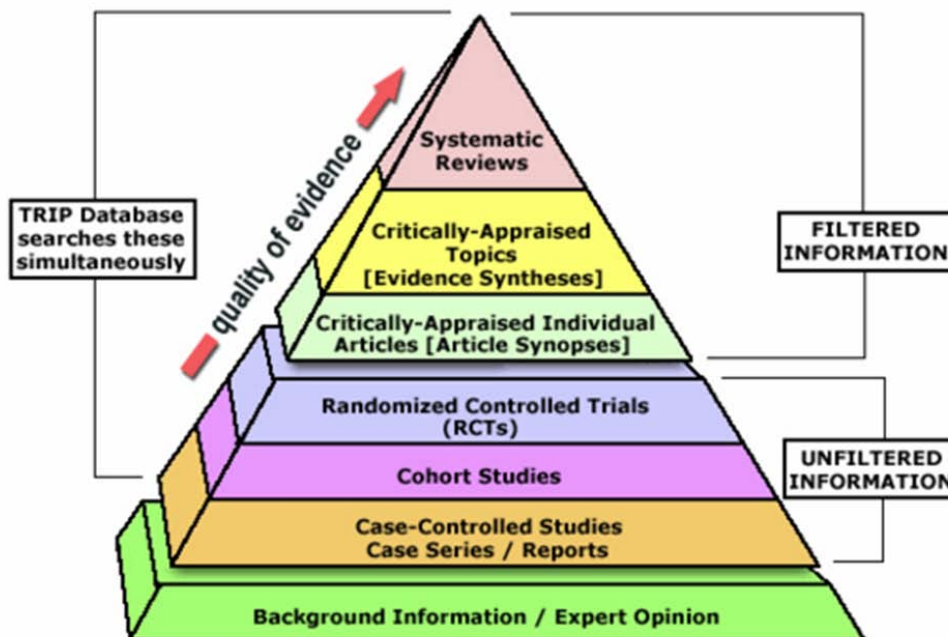 Systematic
Reviews
quality of evidence
TRIP Database
searches these
simultaneously
Critically-Appraised
Topics
[Evidence Syntheses]
FILTERED
INFORMATION
Critically-Appraised Individual
Articles [Article Synopses]
Randomized Controlled Trials
(RCTs)
Cohort Studies
UNFILTERED
INFORMATION
Case-Controlled Studies
Case Series / Reports
Background Information / Expert Opinion